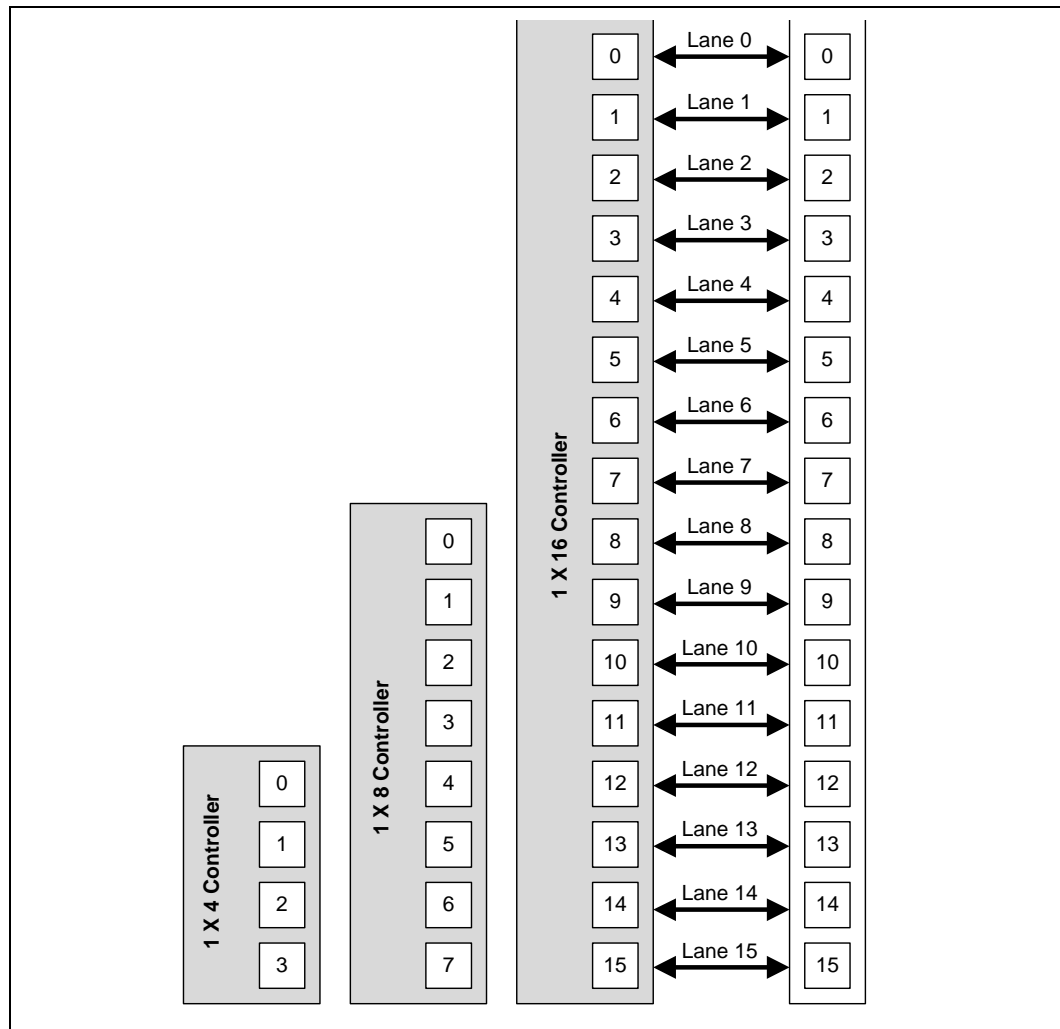 0 Lane 0 0
1 Lane 1 1
2 Lane 2 2
3 Lane 3 3
4 Lane 4 4
5 Lane 5 5
6 Lane 6 6
1 X 16 Controller
7 Lane 7 7
0 8 Lane 8 8
1 9 Lane 9 9
2 10 Lane 10 10
3 11 Lane 11 11
1 X 8 Controller
0 4 12 Lane 12 12
1 5 13 Lane 13 13
1 X 4 Controller
2 6 14 Lane 14 14
3 7 15 Lane 15 15